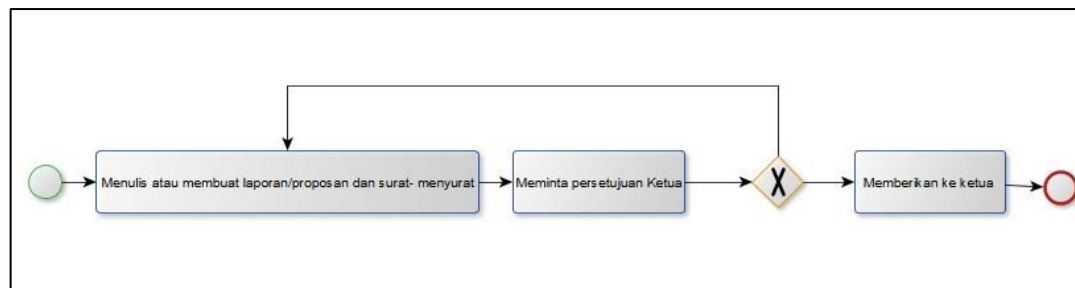 Menulis atau membuat laporan/proposan dan surat- menyurat
Meminta persetujuan Ketua
Memberikan ke ketua